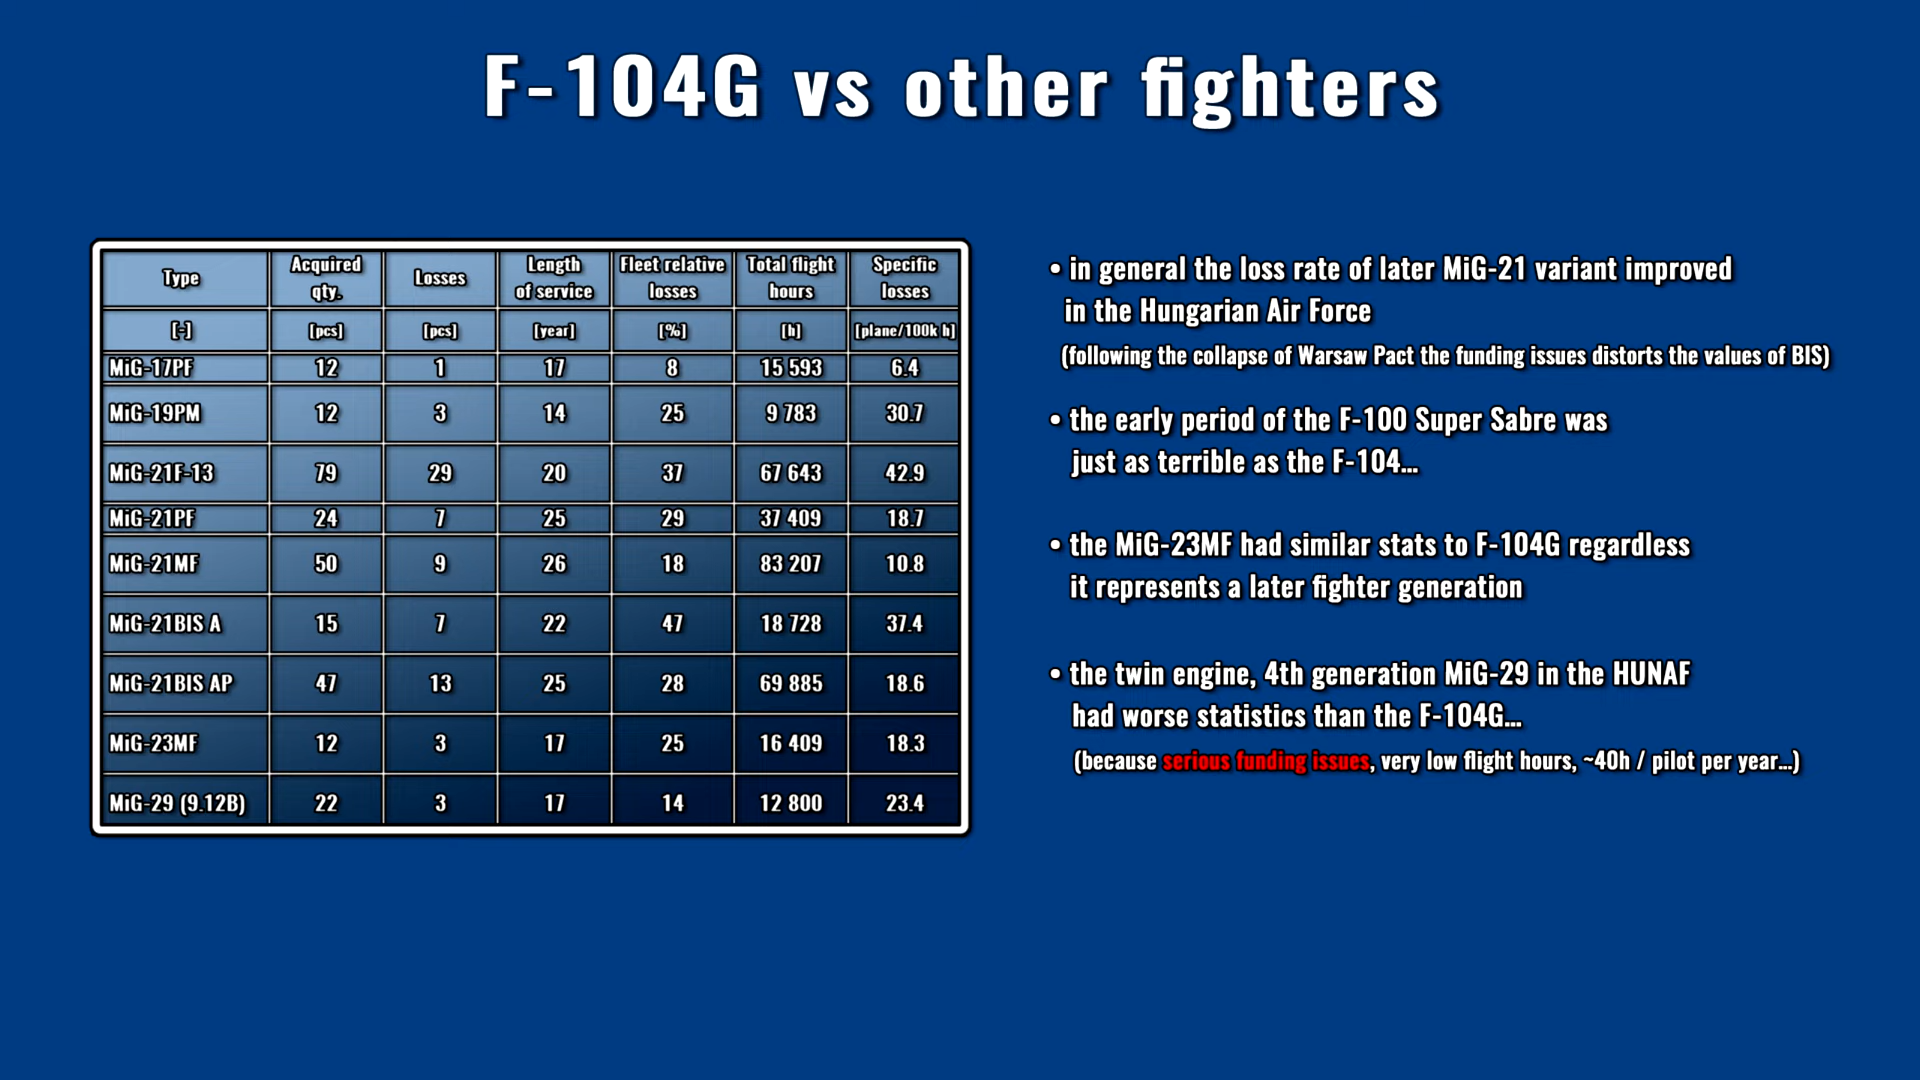 F-104G vs other fighters
Type | Acquired qty. | Losses | Length of service | Fleet relative losses | Total flight hours | Specific losses
[-] | [pcs] | [pcs] | [year] | [%] | [h] | [plane/100k h]
MiG-17PF | 12 | 1 | 17 | 8 | 15 593 | 6.4
MiG-19PM | 12 | 3 | 14 | 25 | 9 783 | 30.7
MiG-21F-13 | 79 | 29 | 20 | 37 | 67 643 | 42.9
MiG-21PF | 24 | 7 | 25 | 29 | 37 409 | 18.7
MiG-21MF | 50 | 9 | 26 | 18 | 83 207 | 10.8
MiG-21BIS A | 15 | 7 | 22 | 47 | 18 728 | 37.4
MiG-21BIS AP | 47 | 13 | 25 | 28 | 69 885 | 18.6
MiG-23MF | 12 | 3 | 17 | 25 | 16 409 | 18.3
MiG-29 (9.12B) | 22 | 3 | 17 | 14 | 12 800 | 23.4
• in general the loss rate of later MiG-21 variant improved
in the Hungarian Air Force
(following the collapse of Warsaw Pact the funding issues distorts the values of BIS)
• the early period of the F-100 Super Sabre was
just as terrible as the F-104...
• the MiG-23MF had similar stats to F-104G regardless
it represents a later fighter generation
• the twin engine, 4th generation MiG-29 in the HUNAF
had worse statistics than the F-104G...
(because serious funding issues, very low flight hours, ~40h / pilot per year...)